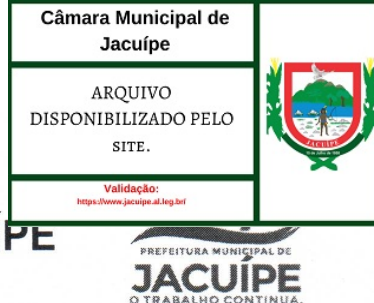 Câmara Municipal de
Jacuípe
ARQUIVO
DISPONIBILIZADO PELO
SITE.
Validação:
https://www.jacuipe.al.leg.br/
JACUÍPE
PE
PREFEITURA MUNICIPAL DE
JACUÍPE
O TRABALHO CONTINUA.